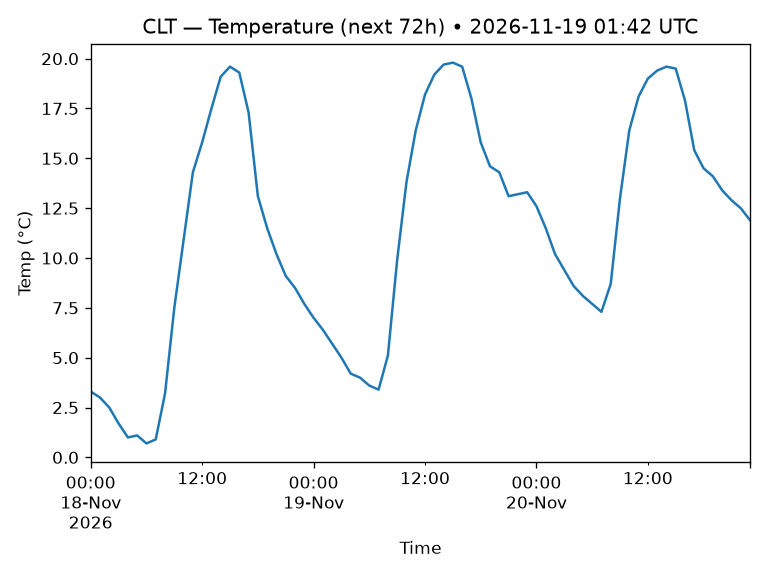 CLT — Temperature (next 72h) • 2026-11-19 01:42 UTC
20.0
17.5
15.0
12.5
10.0
7.5
5.0
2.5
0.0
Temp (°C)
00:00 12:00 00:00 12:00 00:00 12:00
18-Nov 19-Nov 20-Nov
2026
Time